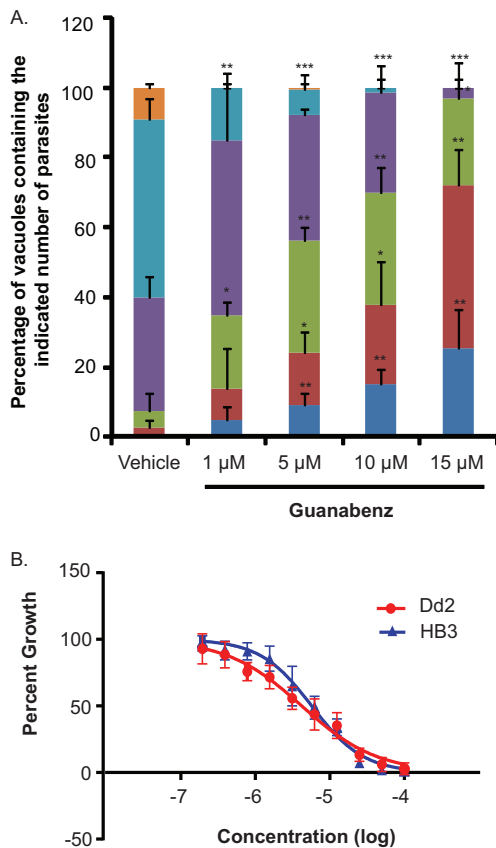 A.
Percentage of vacuoles containing the
indicated number of parasites
120
100
80
60
40
20
0
** *** *** ***
*
** **
**
* *
* **
** **
Vehicle 1 µM 5 µM 10 µM 15 µM
Guanabenz
B.
Percent Growth
150
100
50
0
-50
Dd2
HB3
-7 -6 -5 -4
Concentration (log)